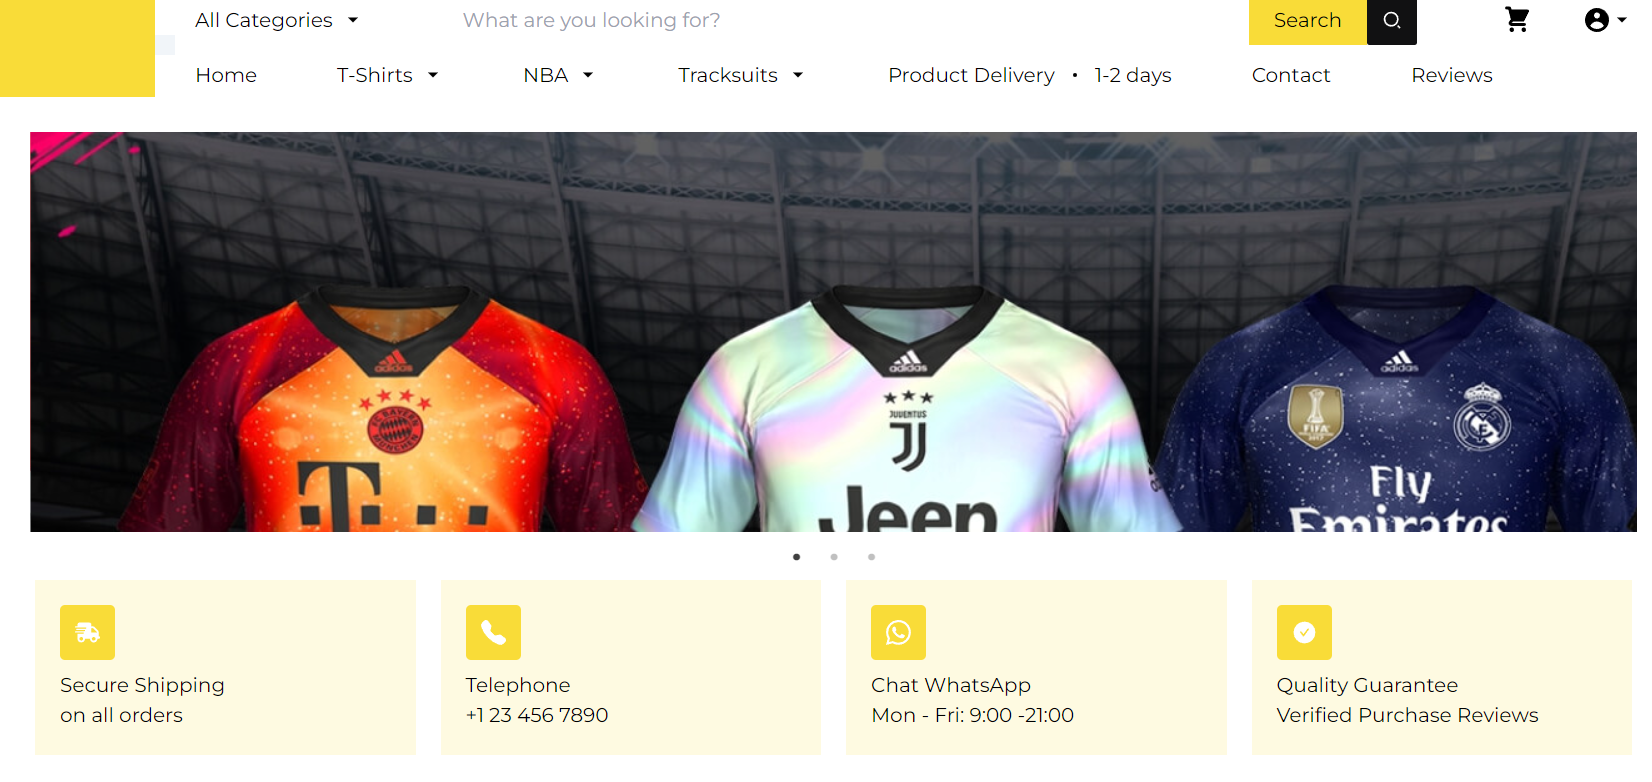 All Categories
What are you looking for?
Search
Home
T-Shirts
NBA
Tracksuits
Product Delivery • 1-2 days
Contact
Reviews
adidas
FC BAYERN
MÜNCHEN
T
adidas
JUVENTUS
Jeep
adidas
FIFA
2017
Fly
Emirates
Secure Shipping
on all orders
Telephone
+1 23 456 7890
Chat WhatsApp
Mon - Fri: 9:00 -21:00
Quality Guarantee
Verified Purchase Reviews